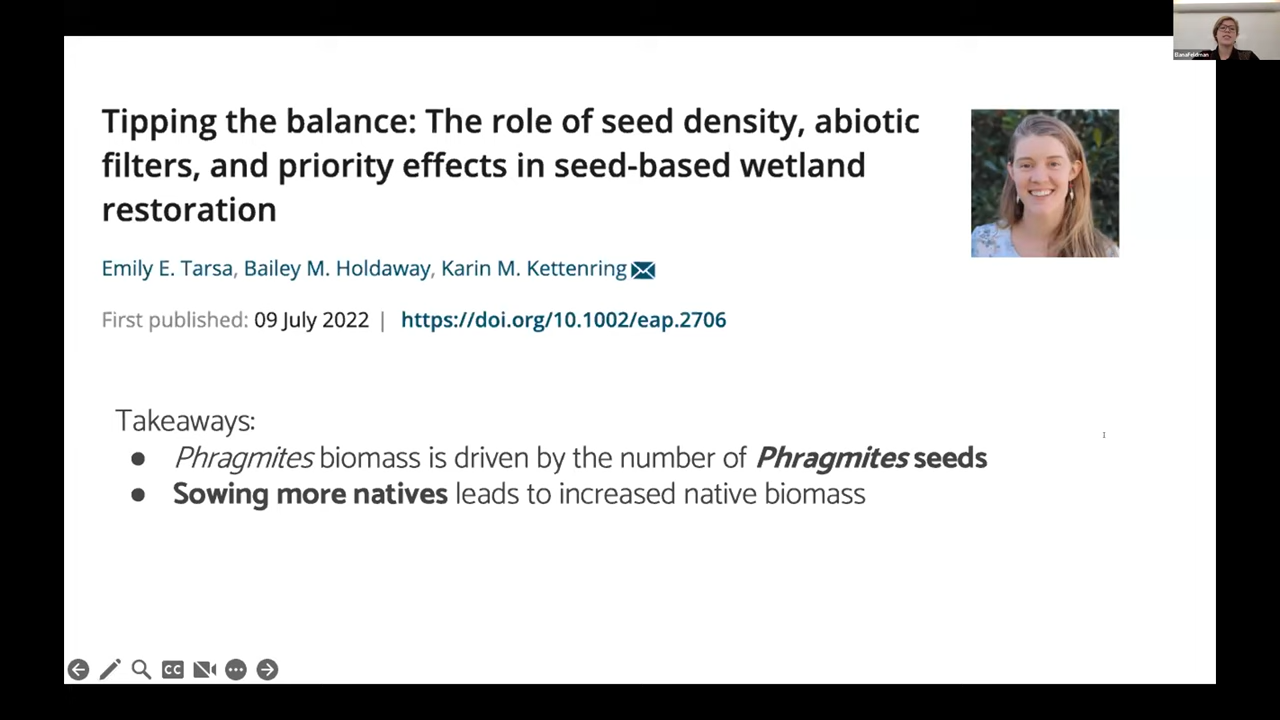 ElanaFeldman
Tipping the balance: The role of seed density, abiotic
filters, and priority effects in seed-based wetland
restoration
Emily E. Tarsa, Bailey M. Holdaway, Karin M. Kettenring
First published: 09 July 2022 | https://doi.org/10.1002/eap.2706
Takeaways:
● Phragmites biomass is driven by the number of Phragmites seeds
● Sowing more natives leads to increased native biomass
CC